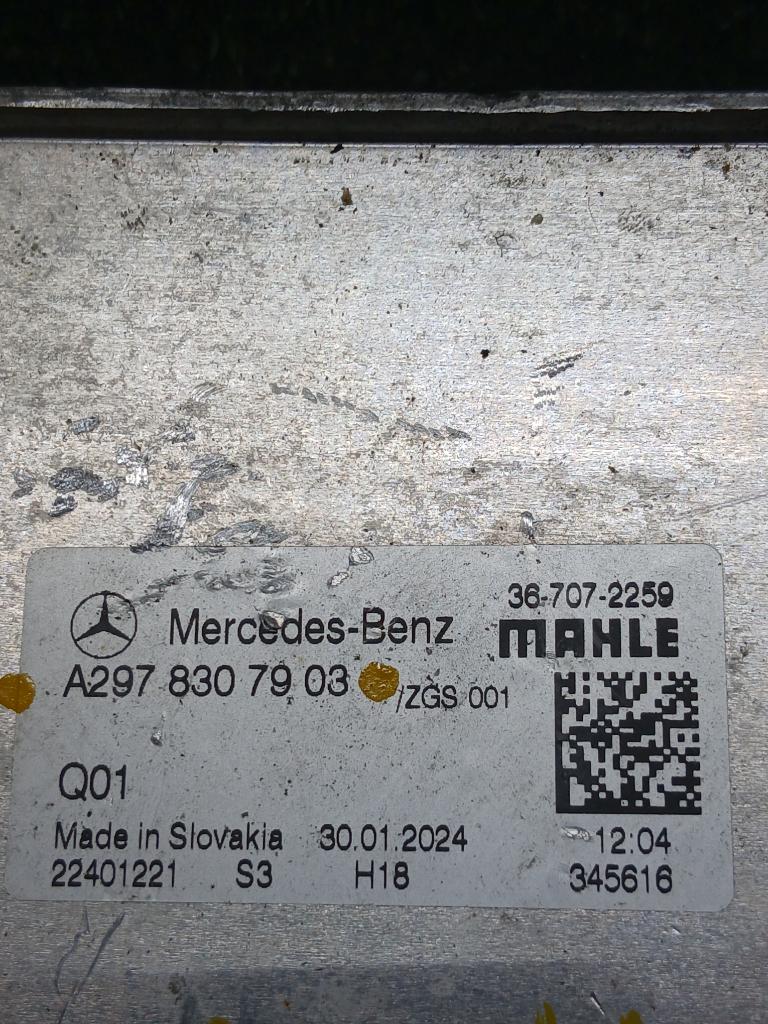 36-707-2259
Mercedes-Benz MAHLE
A297 830 79 03 /ZGS 001
Q01
Made in Slovakia 30.01.2024 12:04
22401221 S3 H18 345616